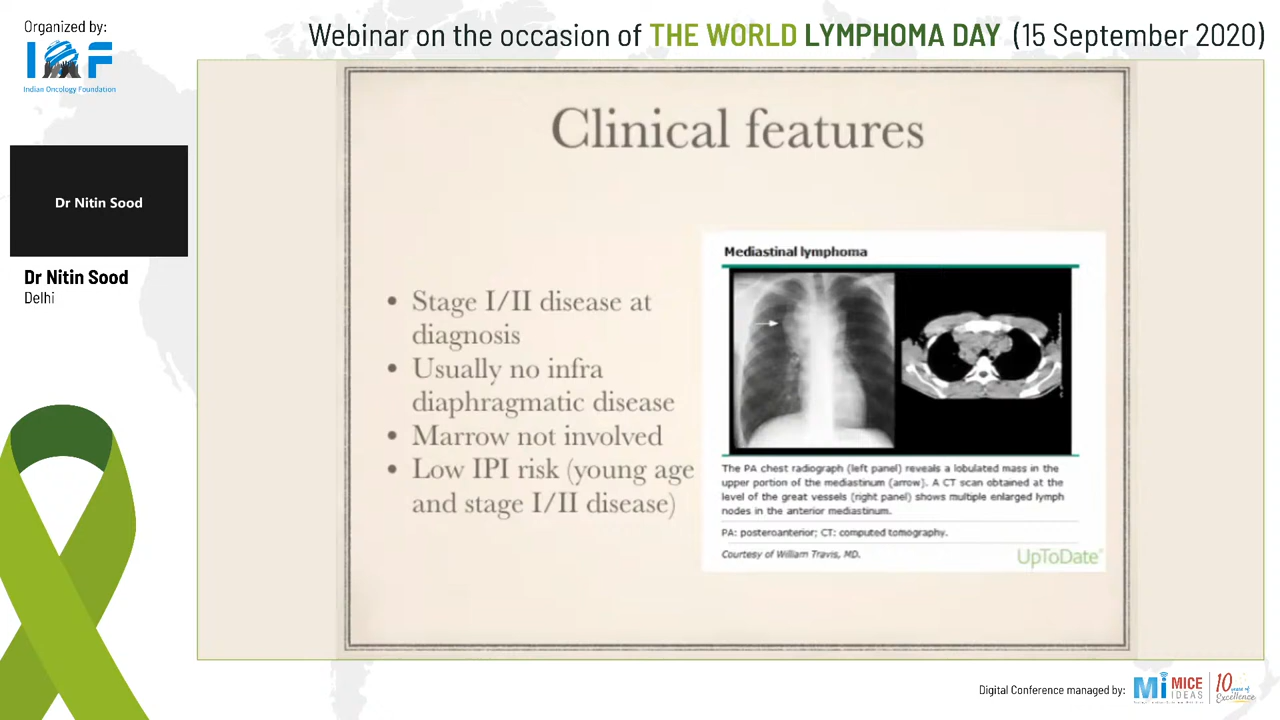 Organized by:
IOF
Indian Oncology Foundation
Webinar on the occasion of THE WORLD LYMPHOMA DAY (15 September 2020)
Dr Nitin Sood
Dr Nitin Sood
Delhi
Clinical features
• Stage I/II disease at
diagnosis
• Usually no infra
diaphragmatic disease
• Marrow not involved
• Low IPI risk (young age
and stage I/II disease)
Mediastinal lymphoma
The PA chest radiograph (left panel) reveals a lobulated mass in the
upper portion of the mediastinum (arrow). A CT scan obtained at the
level of the great vessels (right panel) shows multiple enlarged lymph
nodes in the anterior mediastinum.
PA: posteroanterior; CT: computed tomography.
Courtesy of William Travis, MD.
UpToDate®
Digital Conference managed by:
Mi MICE
IDEAS
10 years of
Excellence